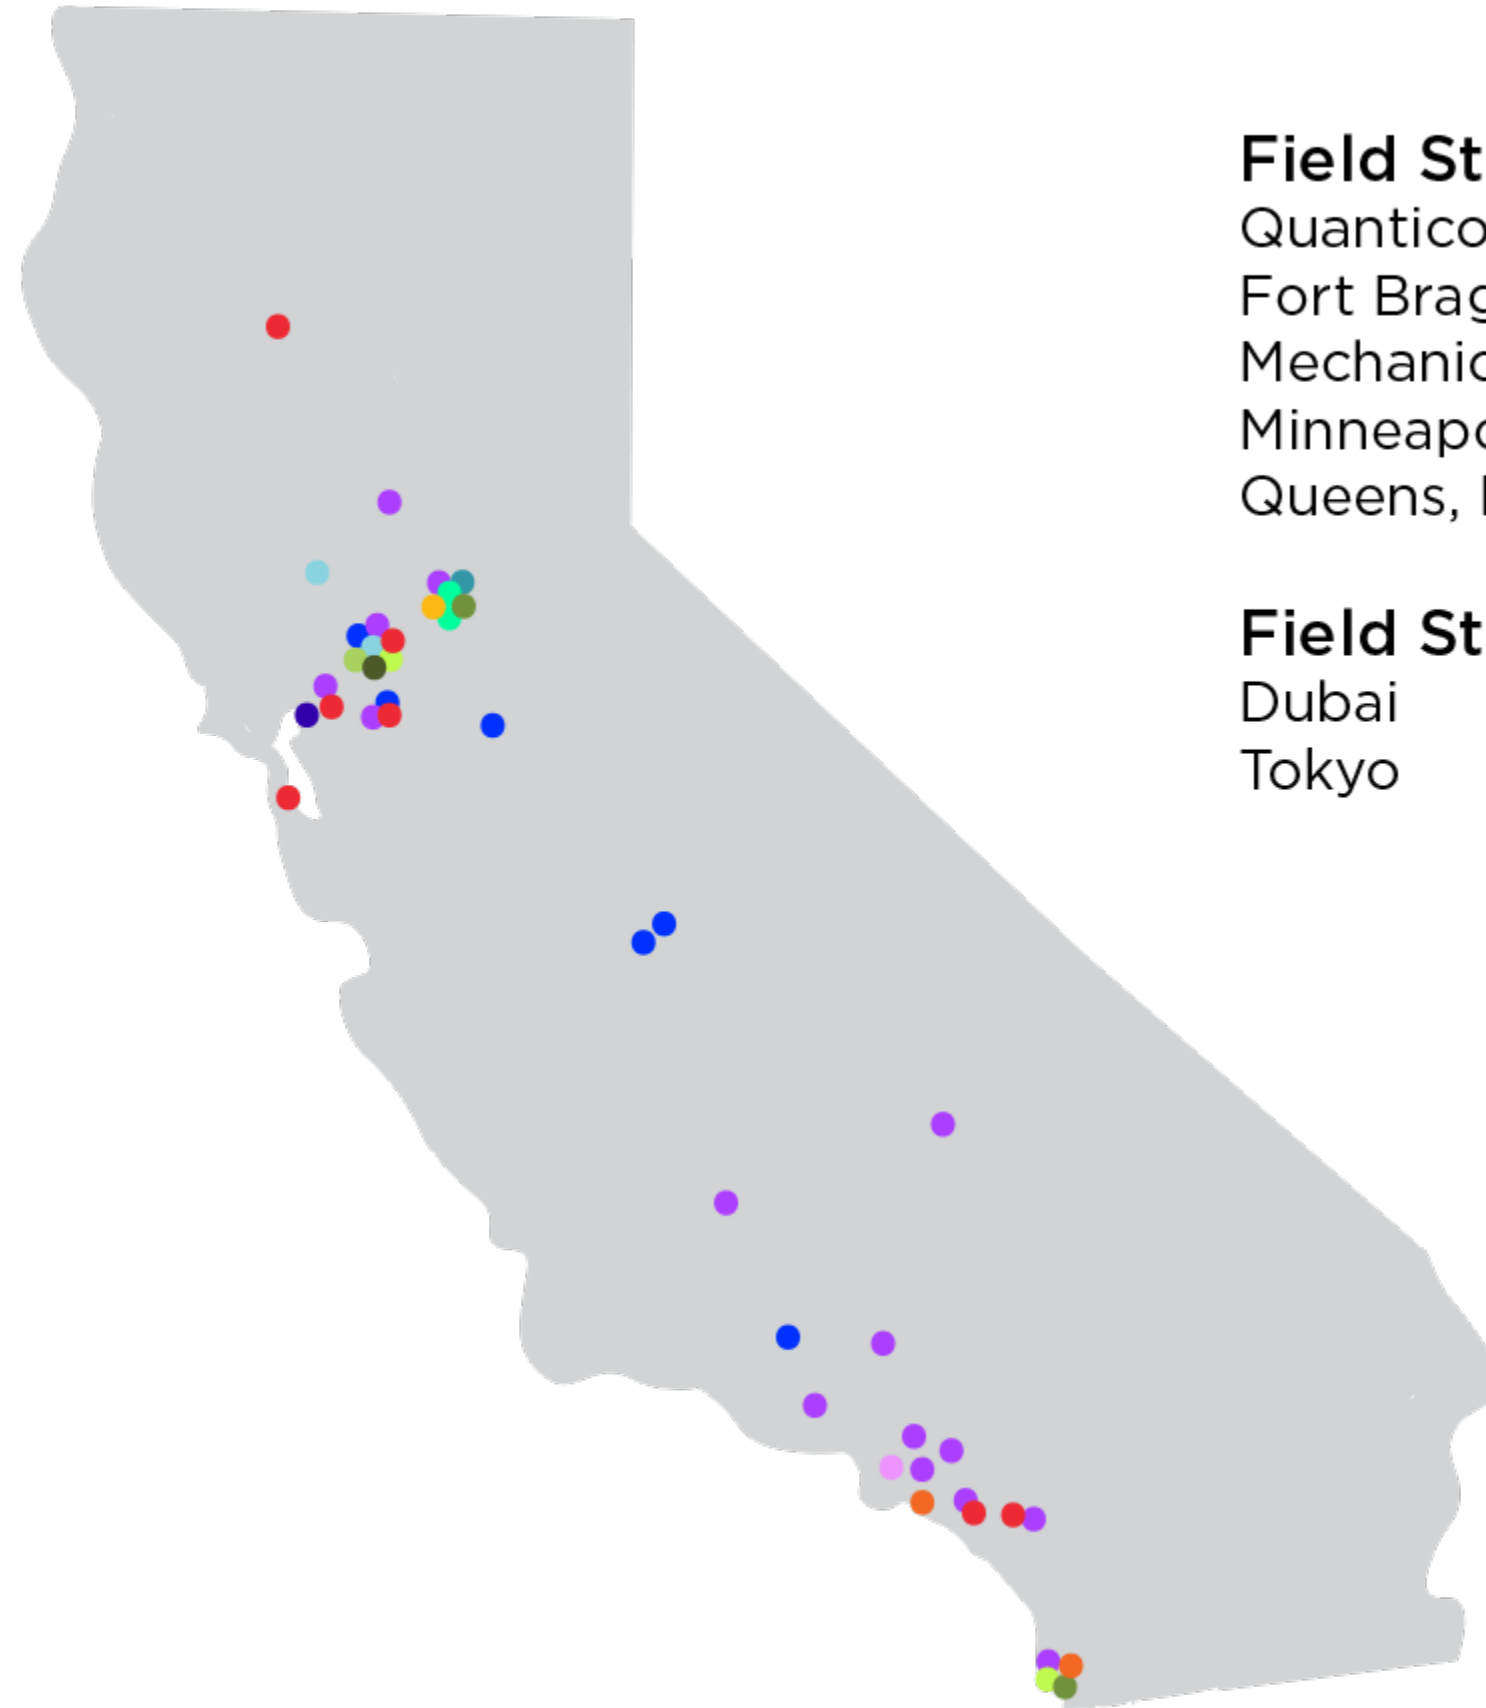 Field St
Quantico
Fort Brag
Mechanic
Minneapo
Queens,
Field St
Dubai
Tokyo